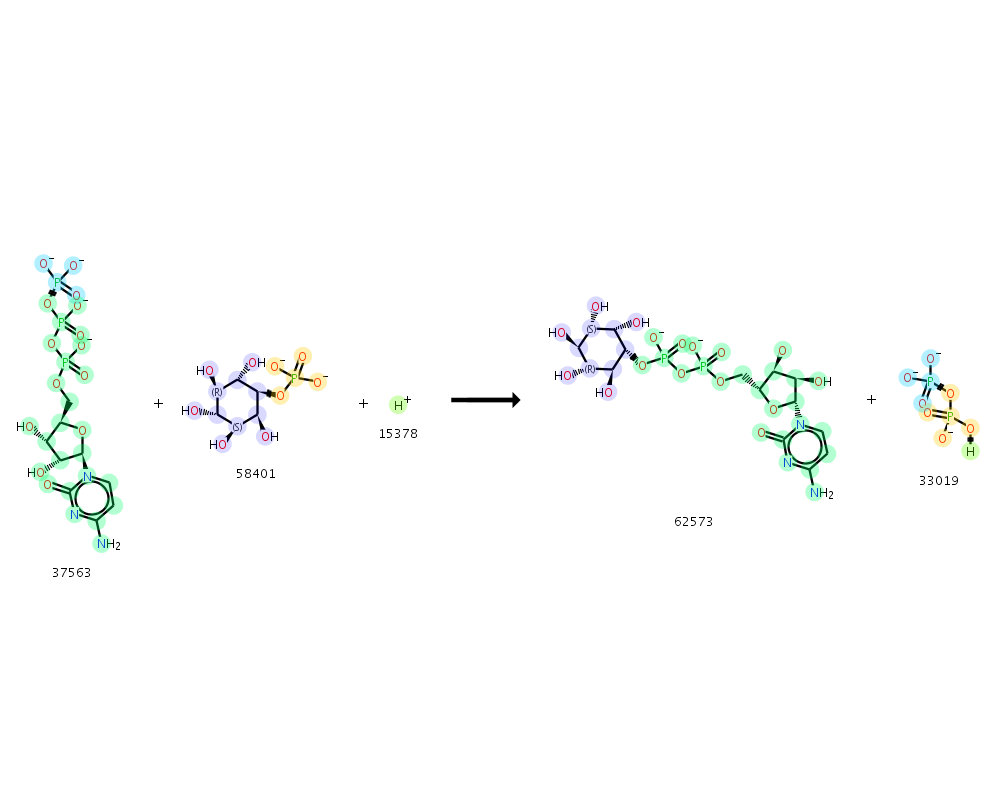 O⁻ O⁻
P
O O O⁻
P
O O O⁻
P
O O
HO O
HO
O N
N
NH₂
37563
+
HO OH
(R)
HO
(S)
HO OH
O⁻ O
P O⁻
O
58401
+
H⁺
15378
OH
HO (S) OH
HO (R)
OH
O⁻ O⁻
P O P O
O O O
O OH
O
O N
N
NH₂
62573
+
O⁻
O⁻ P
O
O O P O
O⁻ H
33019